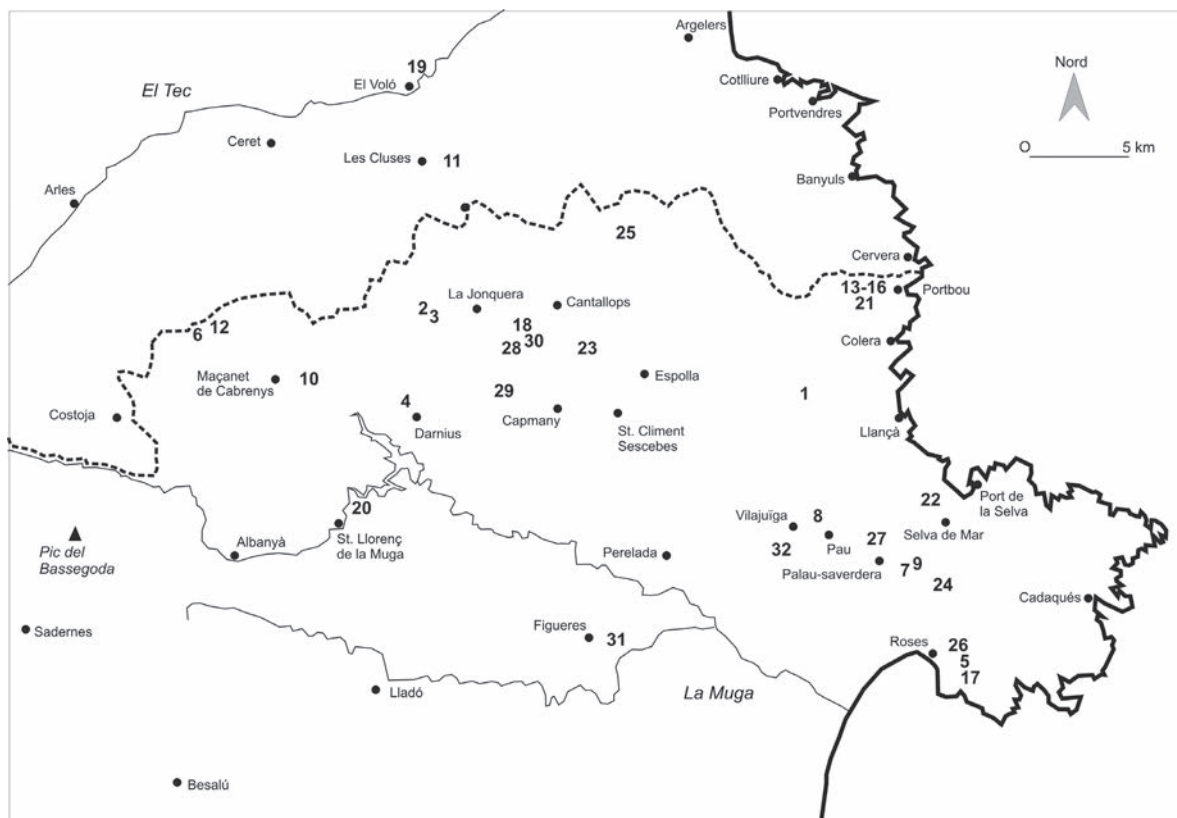 Argelers
Nord
19
El Voló
Cotlliure
El Tec
Portvendres
Ceret
Les Cluses
11
O
5 km
Banyuls
Arles
25
Cervera
13-16
Portbou
21
La Jonquera
Cantallops
2
3
18
6
12
30
28
23
Colera
Maçanet
de Cabrenys
10
Espolla
29
1
4
Costoja
Darnius
Capmany
St. Climent
Sescebes
Llançà
22
Port de
la Selva
20
Vilajuïga
8
Selva de Mar
Pau
27
St. Llorenç
de la Muga
Albanyà
Pic del
Bassegoda
Perelada
32
Palau-saverdera
7
9
24
Cadaqués
Sadernes
Figueres
31
Roses
26
5
17
Lladó
La Muga
Besalú